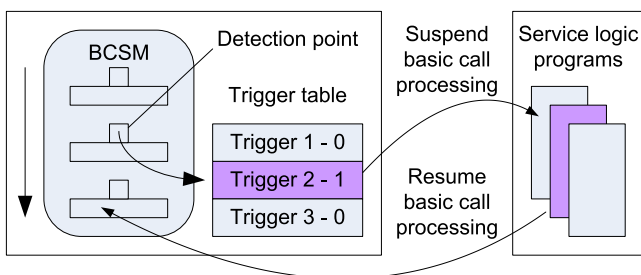 BCSM
Detection point
Trigger table
Trigger 1 - 0
Trigger 2 - 1
Trigger 3 - 0
Suspend
basic call
processing
Resume
basic call
processing
Service logic
programs